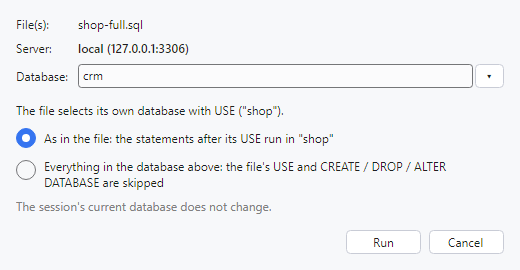 File(s): shop-full.sql
Server: local (127.0.0.1:3306)
Database: crm
The file selects its own database with USE ("shop").
As in the file: the statements after its USE run in "shop"
Everything in the database above: the file's USE and CREATE / DROP / ALTER
DATABASE are skipped
The session's current database does not change.
Run Cancel